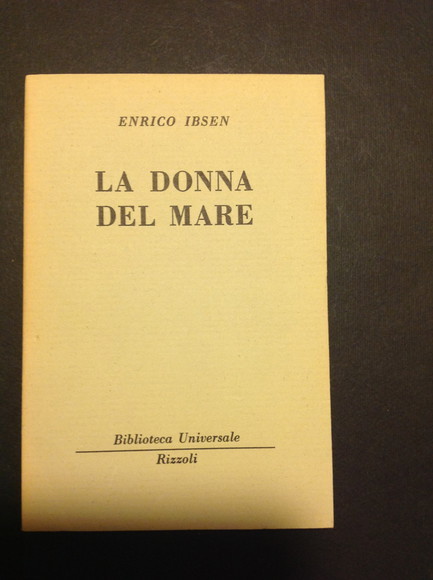 ENRICO IBSEN
LA DONNA
DEL MARE
Biblioteca Universale
Rizzoli